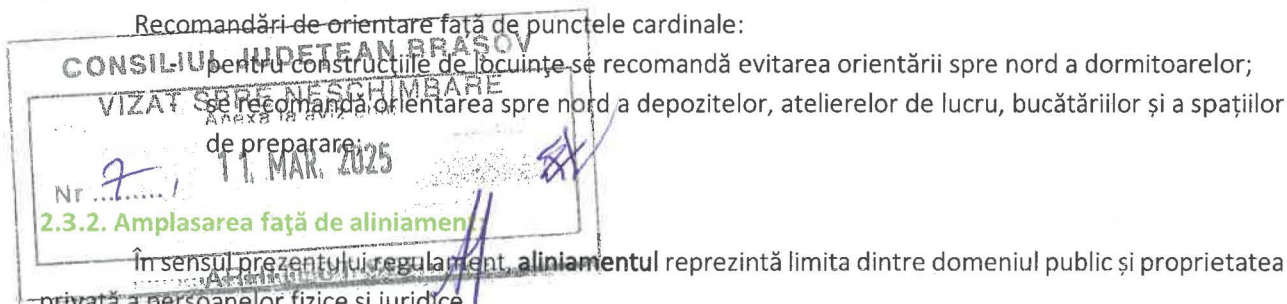 Recomandări de orientare față de punctele cardinale:
CONSILIUL JUDEȚEAN BRAȘOV
pentru construcțiile de locuințe se recomandă evitarea orientării spre nord a dormitoarelor;
VIZAT SPRE NESCHIMBARE
se recomandă orientarea spre nord a depozitelor, atelierelor de lucru, bucătăriilor și a spațiilor
Anexă la aviz
de preparare;
11. MAR. 2025
Nr. 7
2.3.2. Amplasarea faţă de aliniament
În sensul prezentului regulament, aliniamentul reprezintă limita dintre domeniul public și proprietatea
privată a persoanelor fizice și juridice